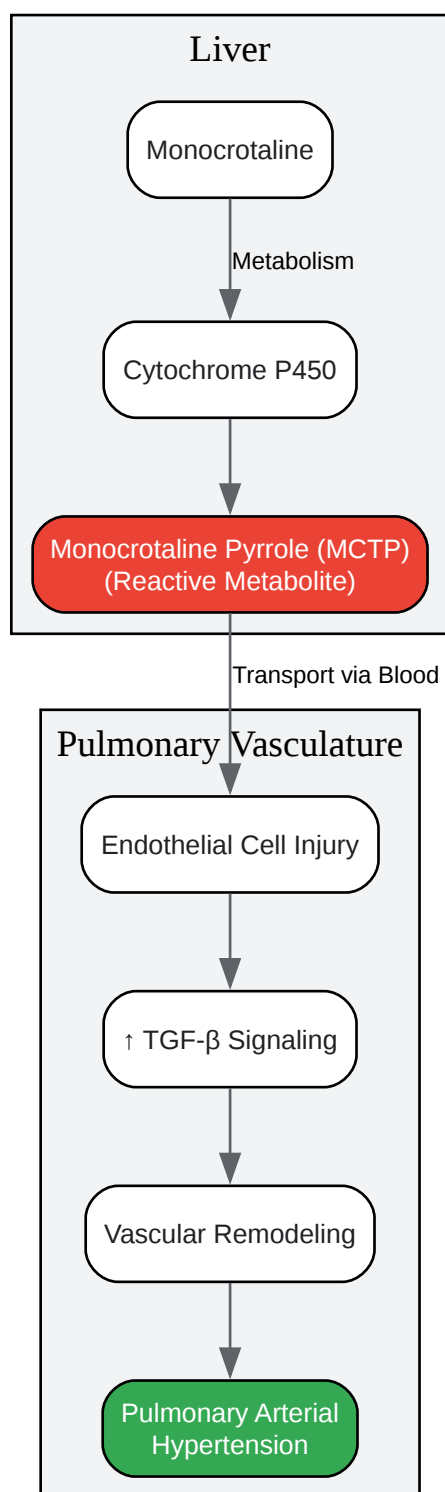 Liver
Monocrotaline
Metabolism
Cytochrome P450
Monocrotaline Pyrrole (MCTP)
(Reactive Metabolite)
Transport via Blood
Pulmonary Vasculature
Endothelial Cell Injury
↑ TGF-β Signaling
Vascular Remodeling
Pulmonary Arterial
Hypertension